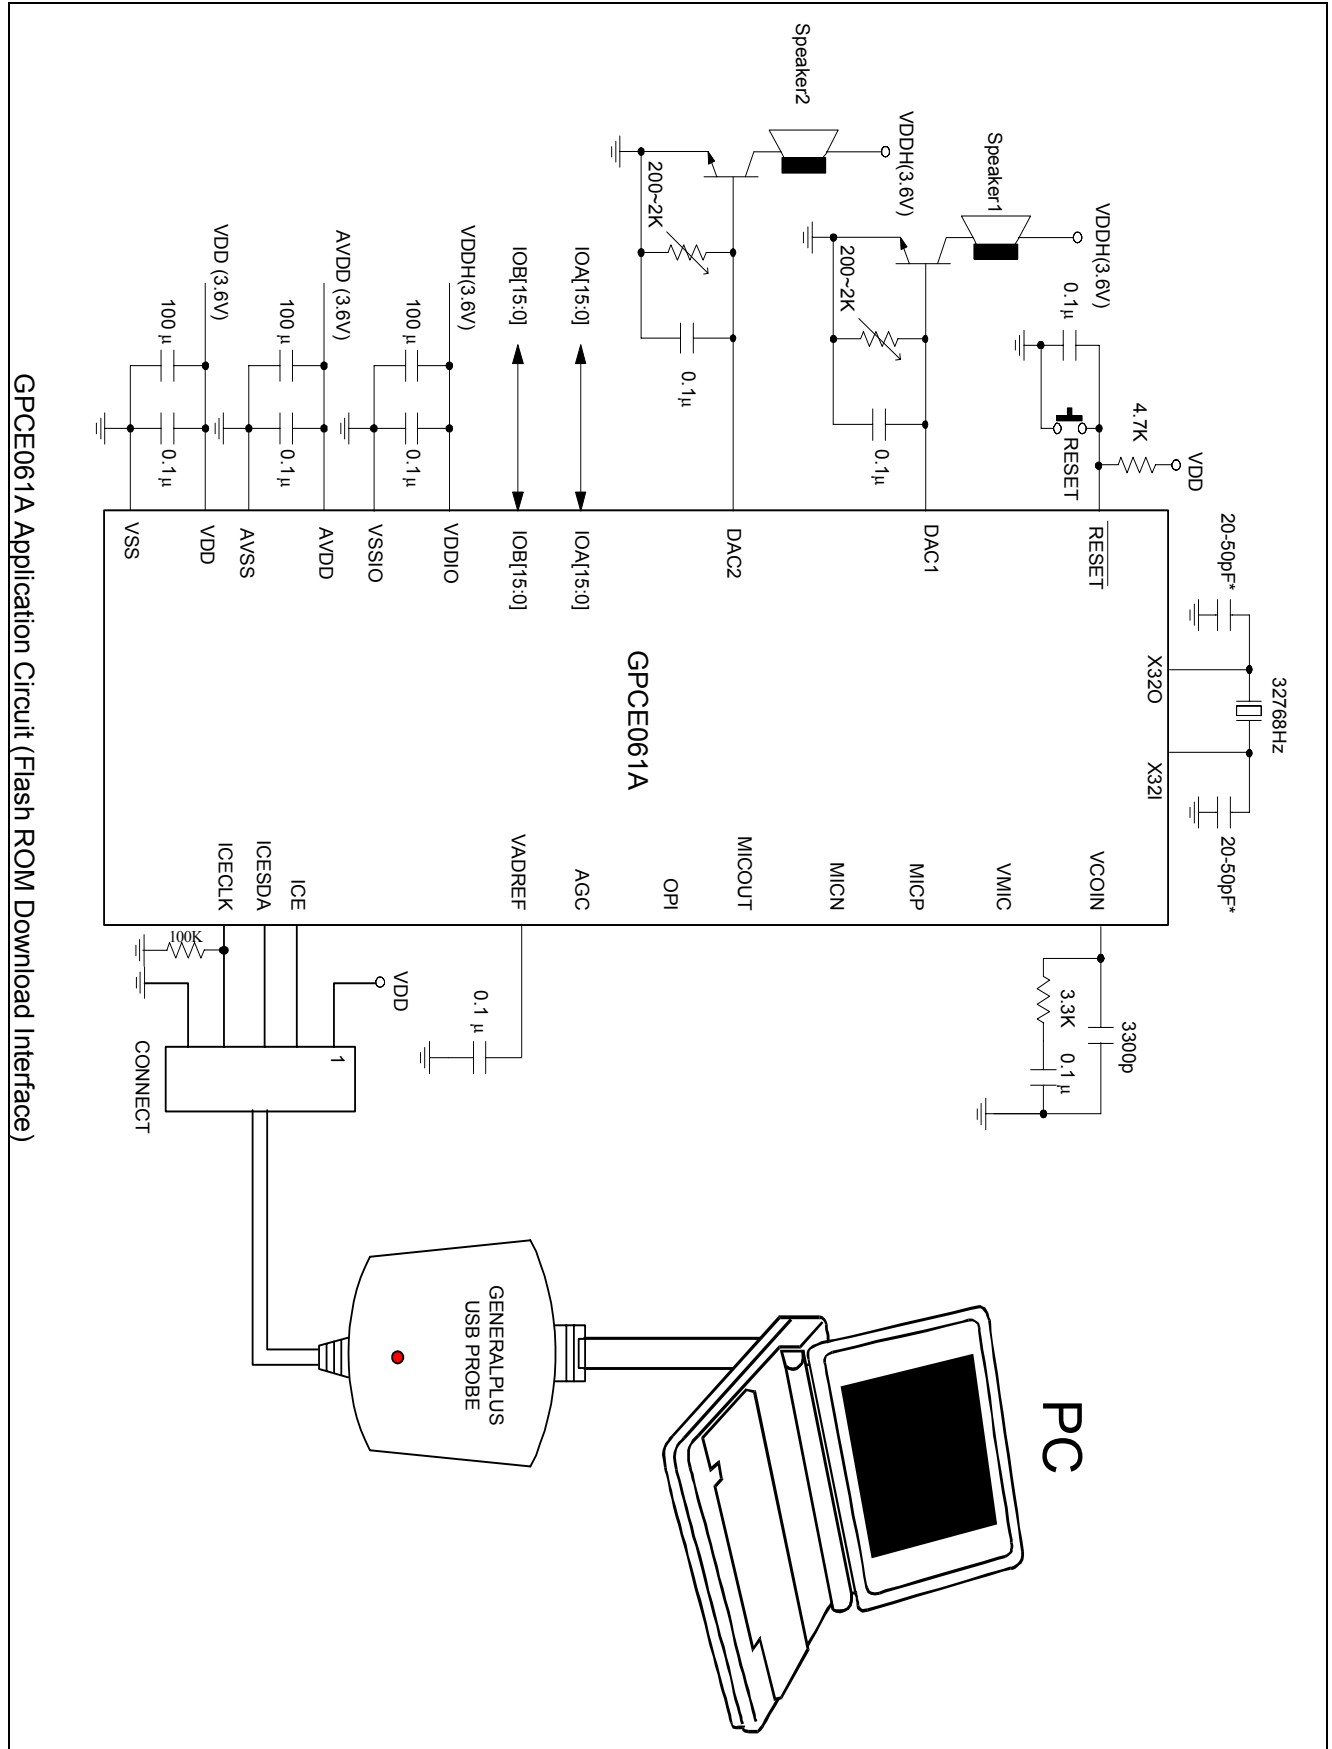 20-50pF*
32768Hz
20-50pF*
X32O
X32I
VDD
4.7K
RESET
0.1µ
RESET
VDDH(3.6V)
Speaker1
200~2K
0.1µ
DAC1
VDDH(3.6V)
Speaker2
200~2K
0.1µ
DAC2
IOA[15:0]
IOA[15:0]
IOB[15:0]
IOB[15:0]
VDDH(3.6V)
100 µ
0.1µ
VDDIO
VSSIO
AVDD (3.6V)
100 µ
0.1µ
AVDD
AVSS
VDD (3.6V)
100 µ
0.1µ
VDD
VSS
GPCE061A
VCOIN
VMIC
MICP
MICN
MICOUT
OPI
AGC
VADREF
ICE
ICESDA
ICECLK
3300p
3.3K
0.1 µ
0.1 µ
VDD
100K
1
CONNECT
GENERALPLUS
USB PROBE
PC
GPCE061A Application Circuit (Flash ROM Download Interface)